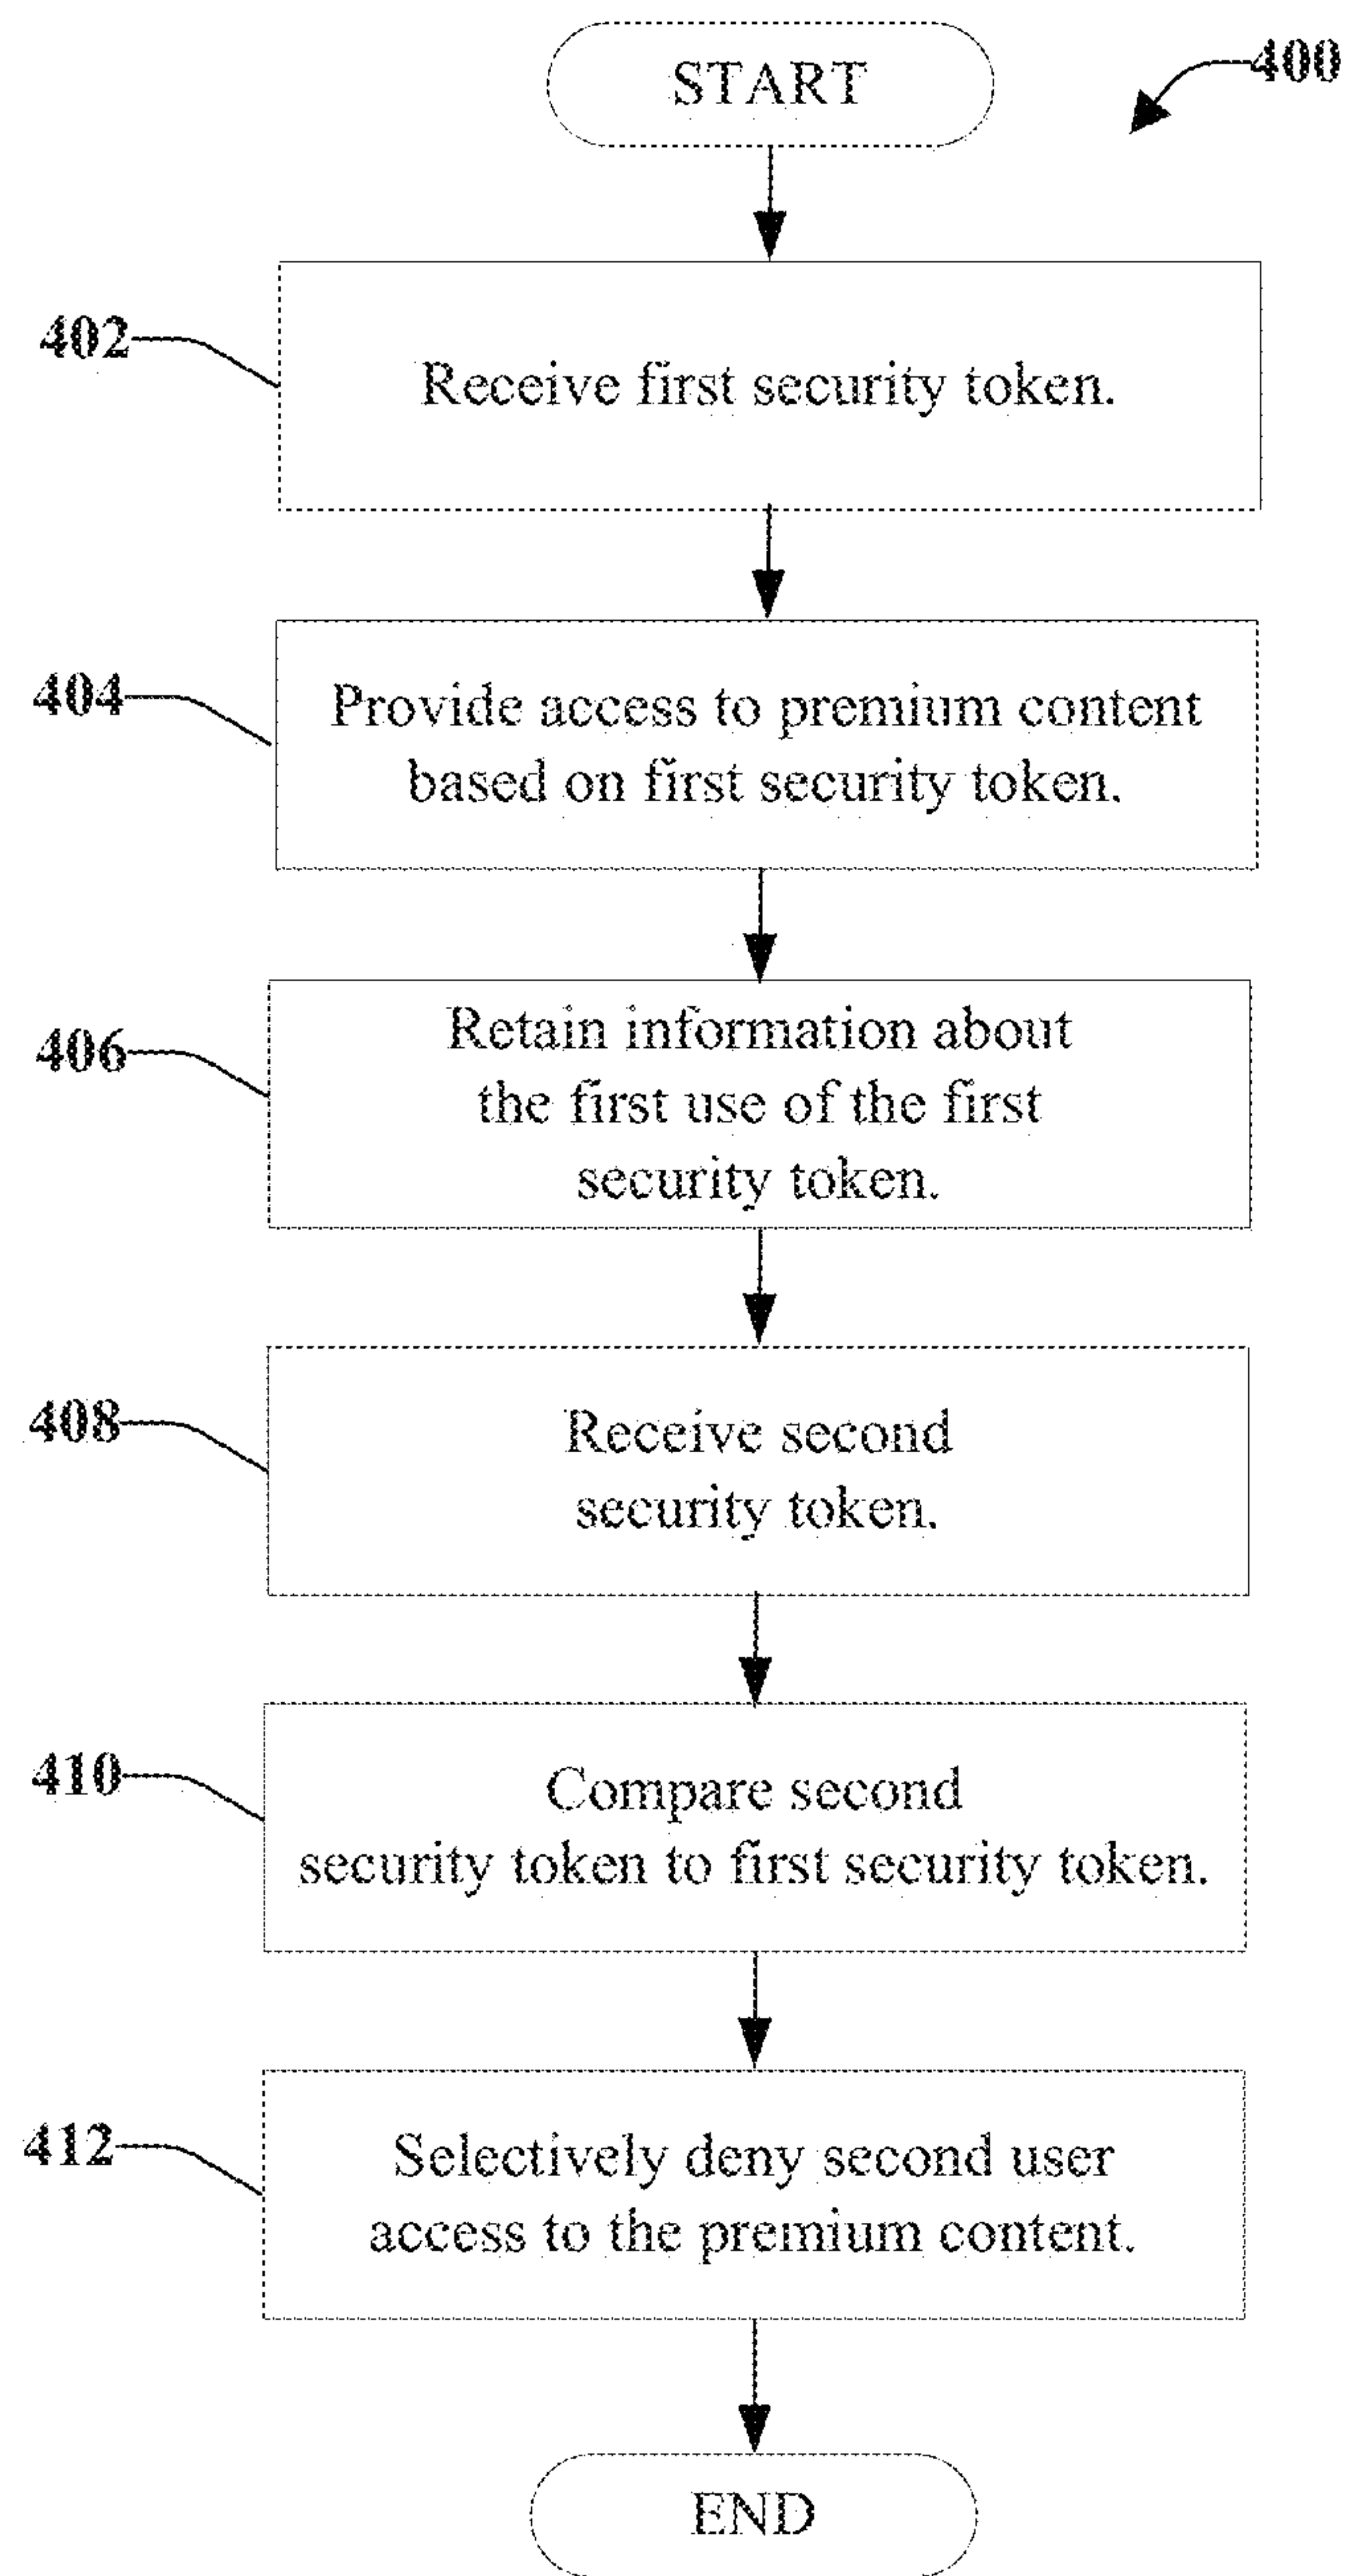 START
400
402
Receive first security token.
404
Provide access to premium content
based on first security token.
406
Retain information about
the first use of the first
security token.
408
Receive second
security token.
410
Compare second
security token to first security token.
412
Selectively deny second user
access to the premium content.
END